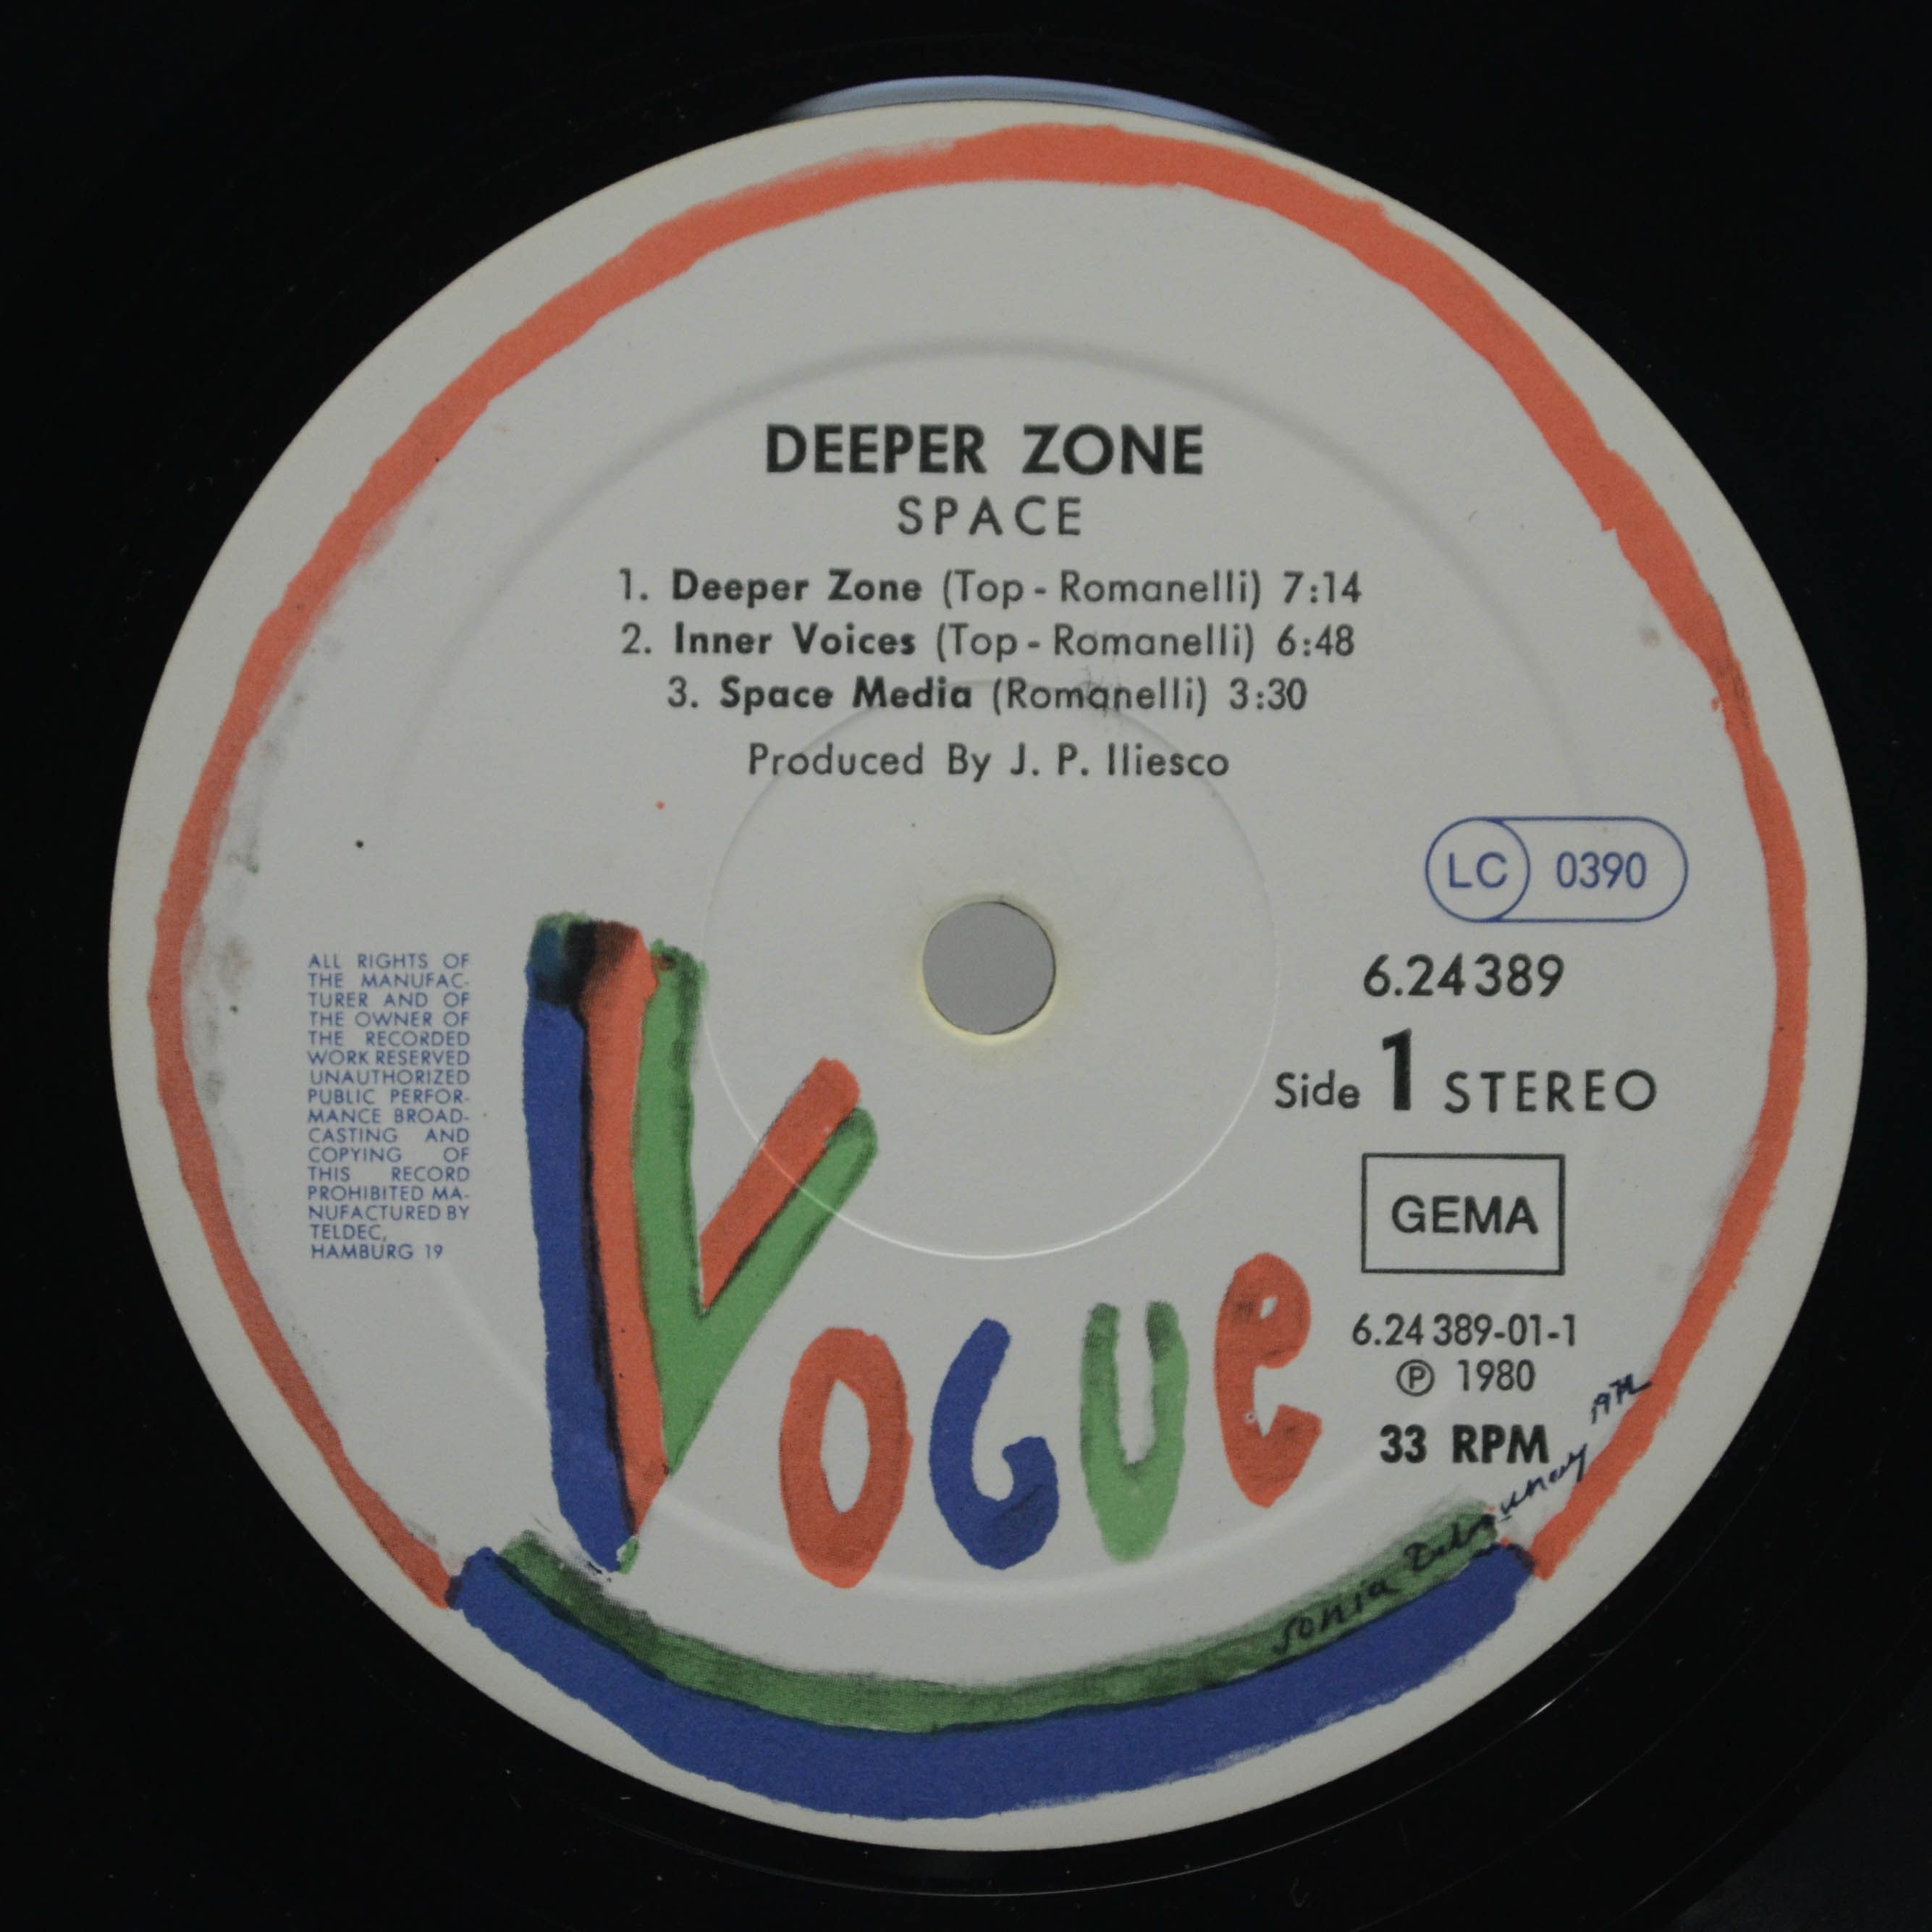 DEEPER ZONE
SPACE
1. Deeper Zone (Top - Romanelli) 7:14
2. Inner Voices (Top - Romanelli) 6:48
3. Space Media (Romanelli) 3:30
Produced By J. P. Iliesco
LC 0390
6.24389
Side 1 STEREO
GEMA
6.24 389-01-1
Ⓟ 1980
33 RPM
ALL RIGHTS OF
THE MANUFAC-
TURER AND OF
THE OWNER OF
THE RECORDED
WORK RESERVED
UNAUTHORIZED
PUBLIC PERFOR-
MANCE BROAD-
CASTING AND
COPYING OF
THIS RECORD
PROHIBITED MA-
NUFACTURED BY
TELDEC,
HAMBURG 19
VOGUe
Sonia Delaunay